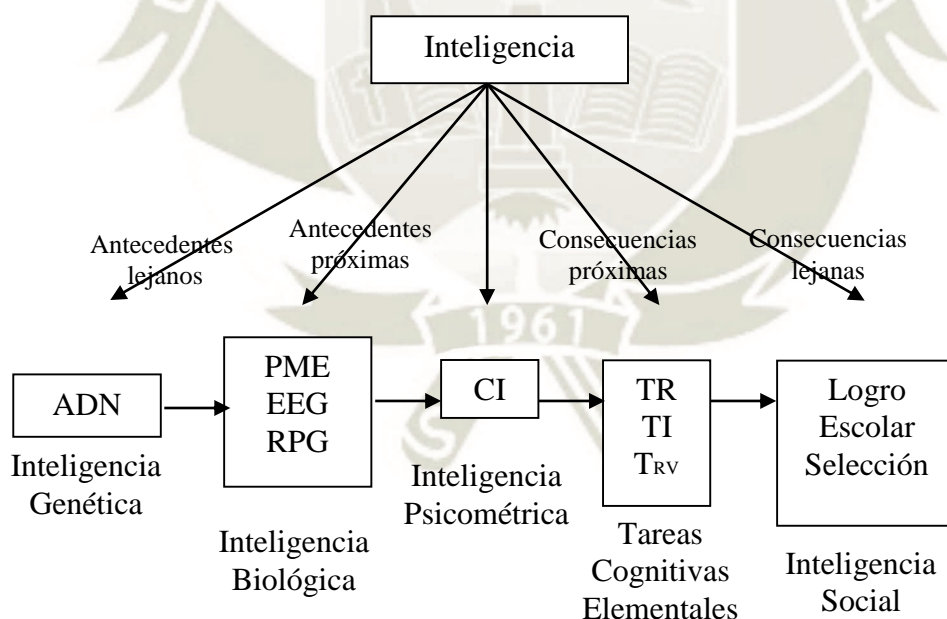 Inteligencia
Antecedentes
lejanos
Antecedentes
próximas
Consecuencias
próximas
Consecuencias
lejanas
1961
ADN
Inteligencia
Genética
PME
EEG
RPG
Inteligencia
Biológica
CI
Inteligencia
Psicométrica
TR
TI
TRV
Tareas
Cognitivas
Elementales
Logro
Escolar
Selección
Inteligencia
Social